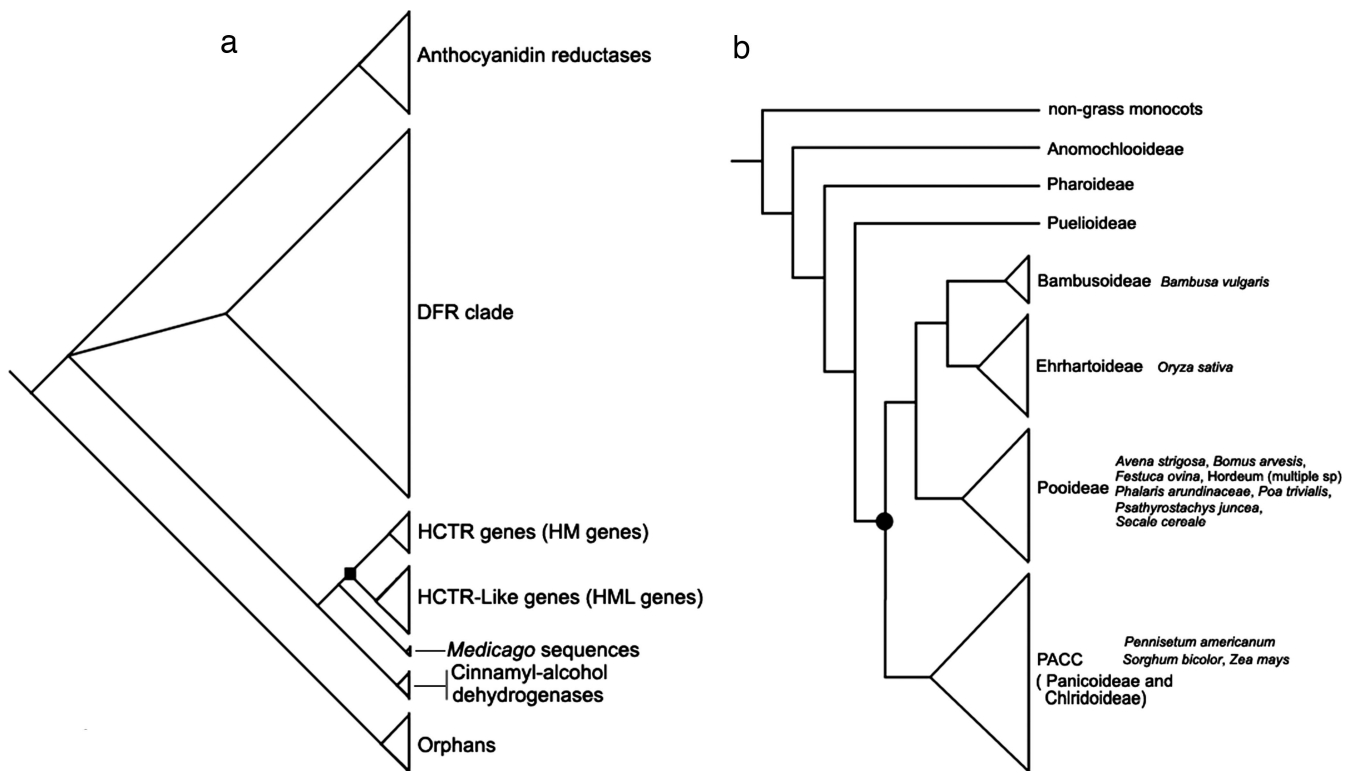 a
Anthocyanidin reductases
DFR clade
HCTR genes (HM genes)
HCTR-Like genes (HML genes)
Medicago sequences
Cinnamyl-alcohol
dehydrogenases
Orphans
b
non-grass monocots
Anomochlooideae
Pharoideae
Puelioideae
Bambusoideae Bambusa vulgaris
Ehrhartoideae Oryza sativa
Pooideae
Avena strigosa, Bomus arvesis,
Festuca ovina, Hordeum (multiple sp)
Phalaris arundinaceae, Poa trivialis,
Psathyrostachys juncea,
Secale cereale
PACC
( Panicoideae and
Chlridoideae)
Pennisetum americanum
Sorghum bicolor, Zea mays